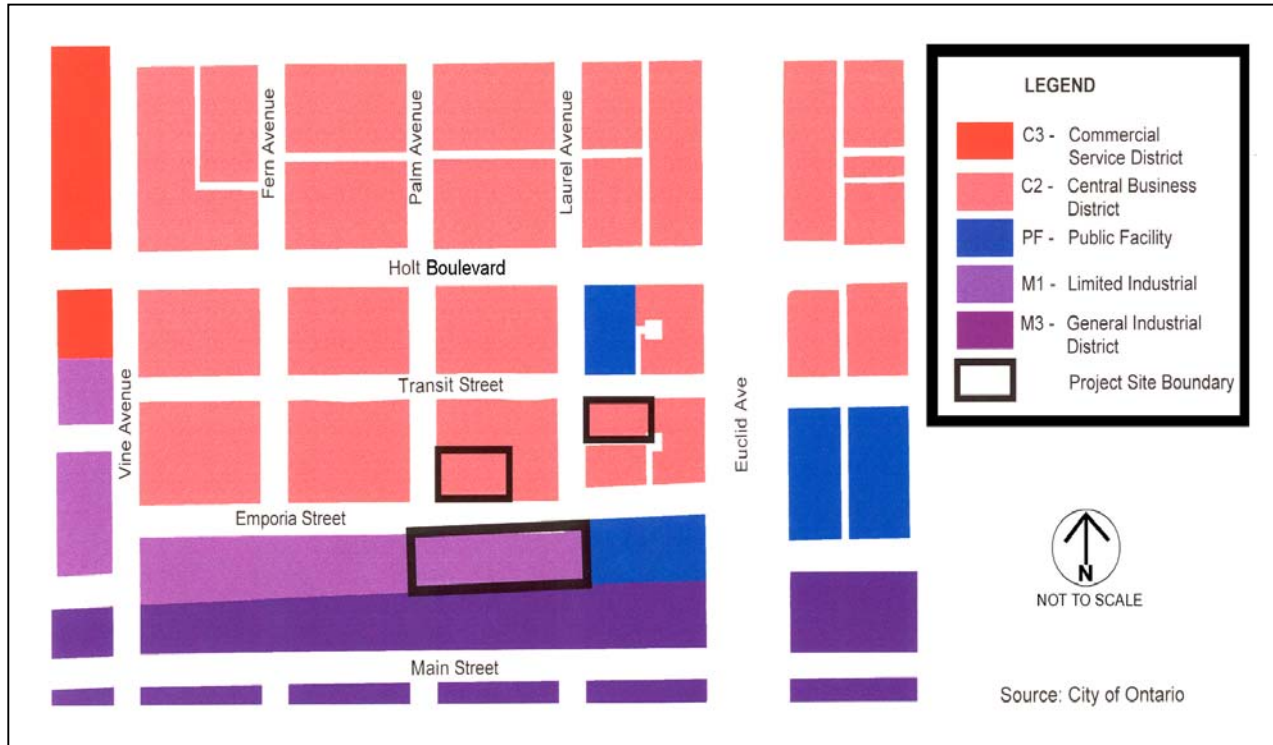 Fern Avenue
Palm Avenue
Laurel Avenue
Holt Boulevard
Transit Street
Vine Avenue
Euclid Ave
Emporia Street
Main Street
LEGEND
C3 - Commercial
Service District
C2 - Central Business
District
PF - Public Facility
M1 - Limited Industrial
M3 - General Industrial
District
Project Site Boundary
N
NOT TO SCALE
Source: City of Ontario